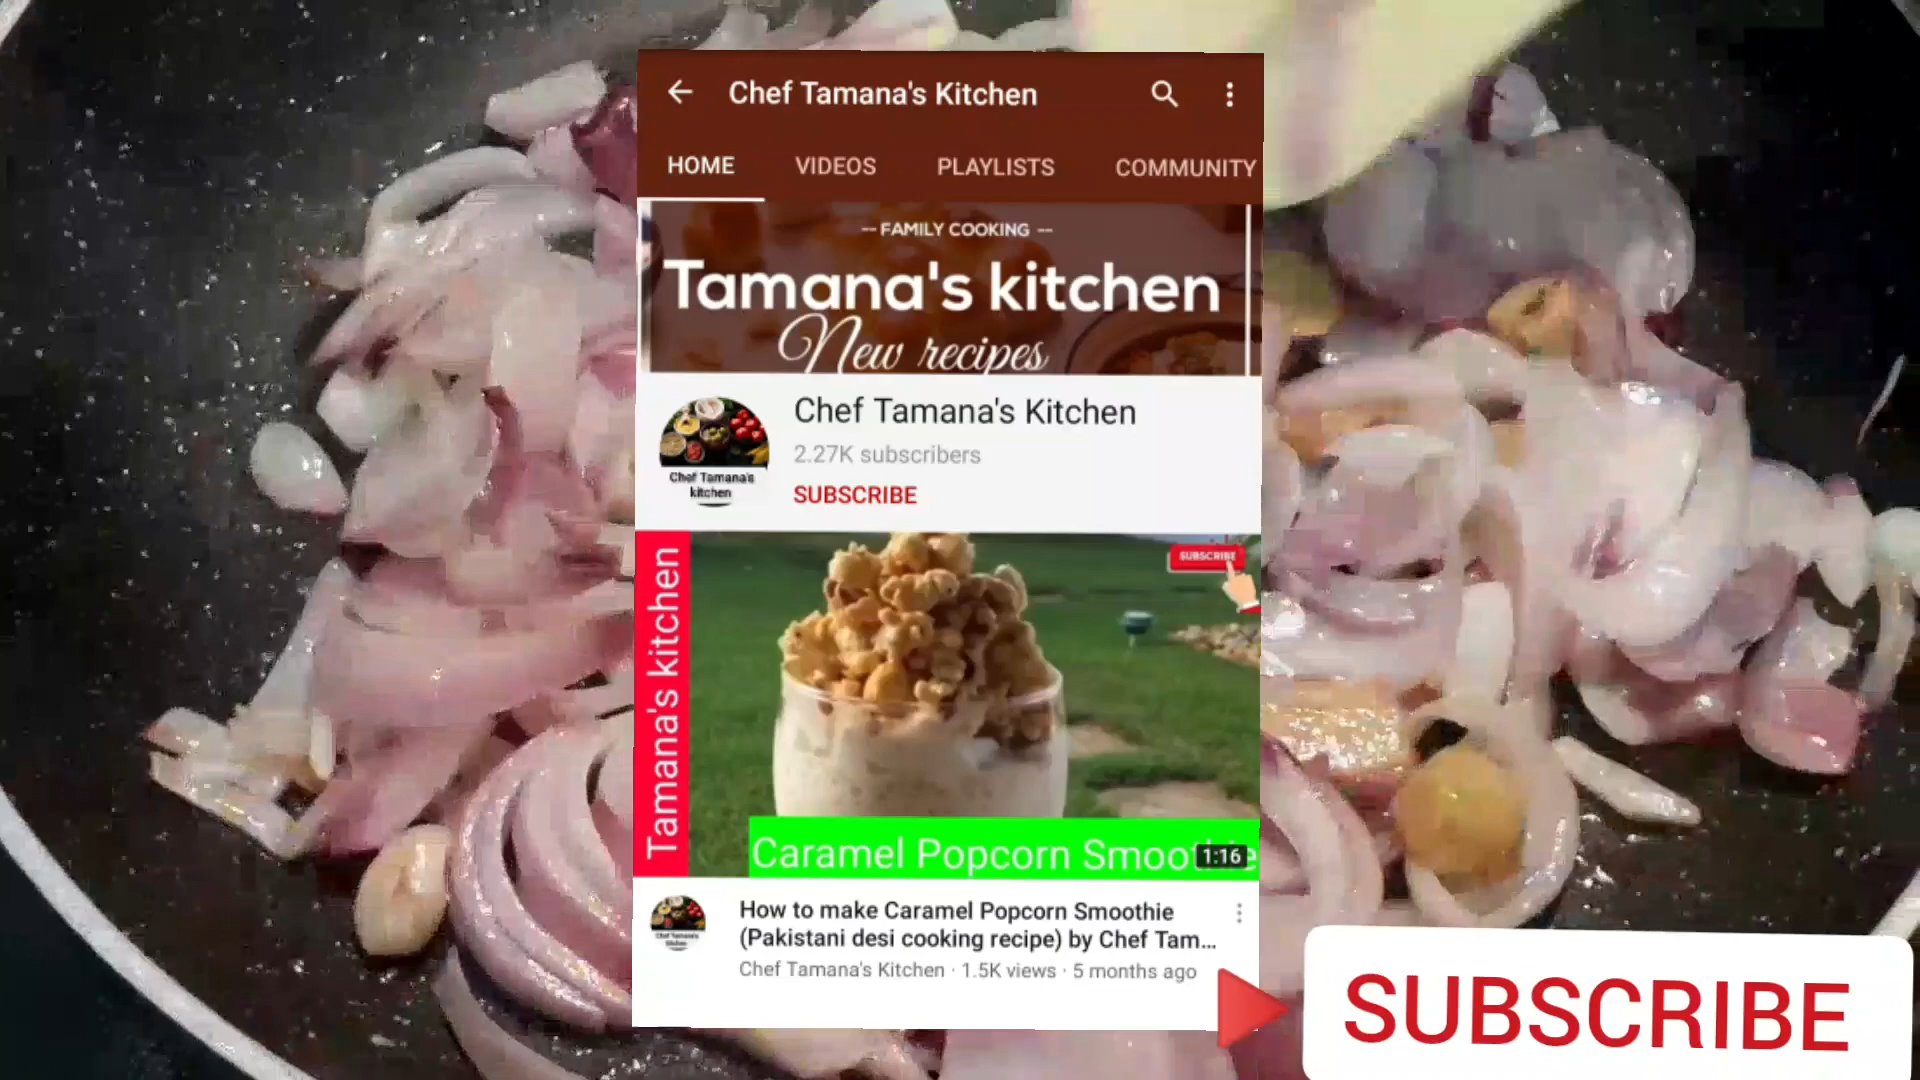 Chef Tamana's Kitchen
HOME VIDEOS PLAYLISTS COMMUNITY
-- FAMILY COOKING --
Tamana's kitchen
New recipes
Chef Tamana's Kitchen
2.27K subscribers
SUBSCRIBE
Chef Tamana's
kitchen
Tamana's kitchen
SUBSCRIBE
Caramel Popcorn Smoothie
1:16
How to make Caramel Popcorn Smoothie
(Pakistani desi cooking recipe) by Chef Tam...
Chef Tamana's Kitchen · 1.5K views · 5 months ago
SUBSCRIBE